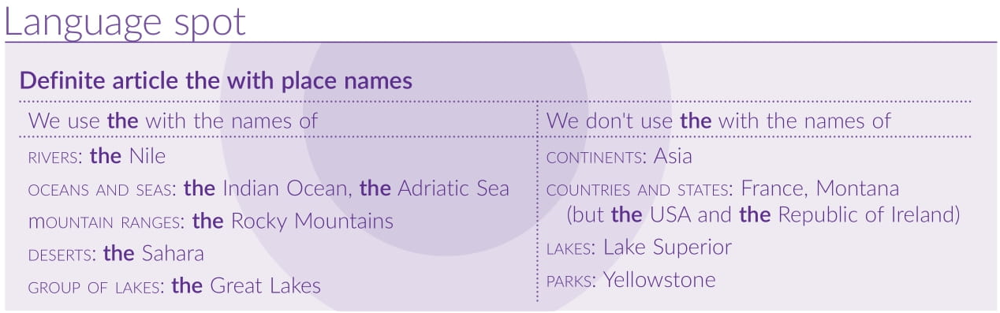 Language spot
Definite article the with place names
We use the with the names of
RIVERS: the Nile
OCEANS AND SEAS: the Indian Ocean, the Adriatic Sea
mOUNTAIN RANGES: the Rocky Mountains
DESERTS: the Sahara
GROUP OF LAKES: the Great Lakes
We don't use the with the names of
CONTINENTS: Asia
COUNTRIES AND STATES: France, Montana
(but the USA and the Republic of Ireland)
LAKES: Lake Superior
PARKS: Yellowstone